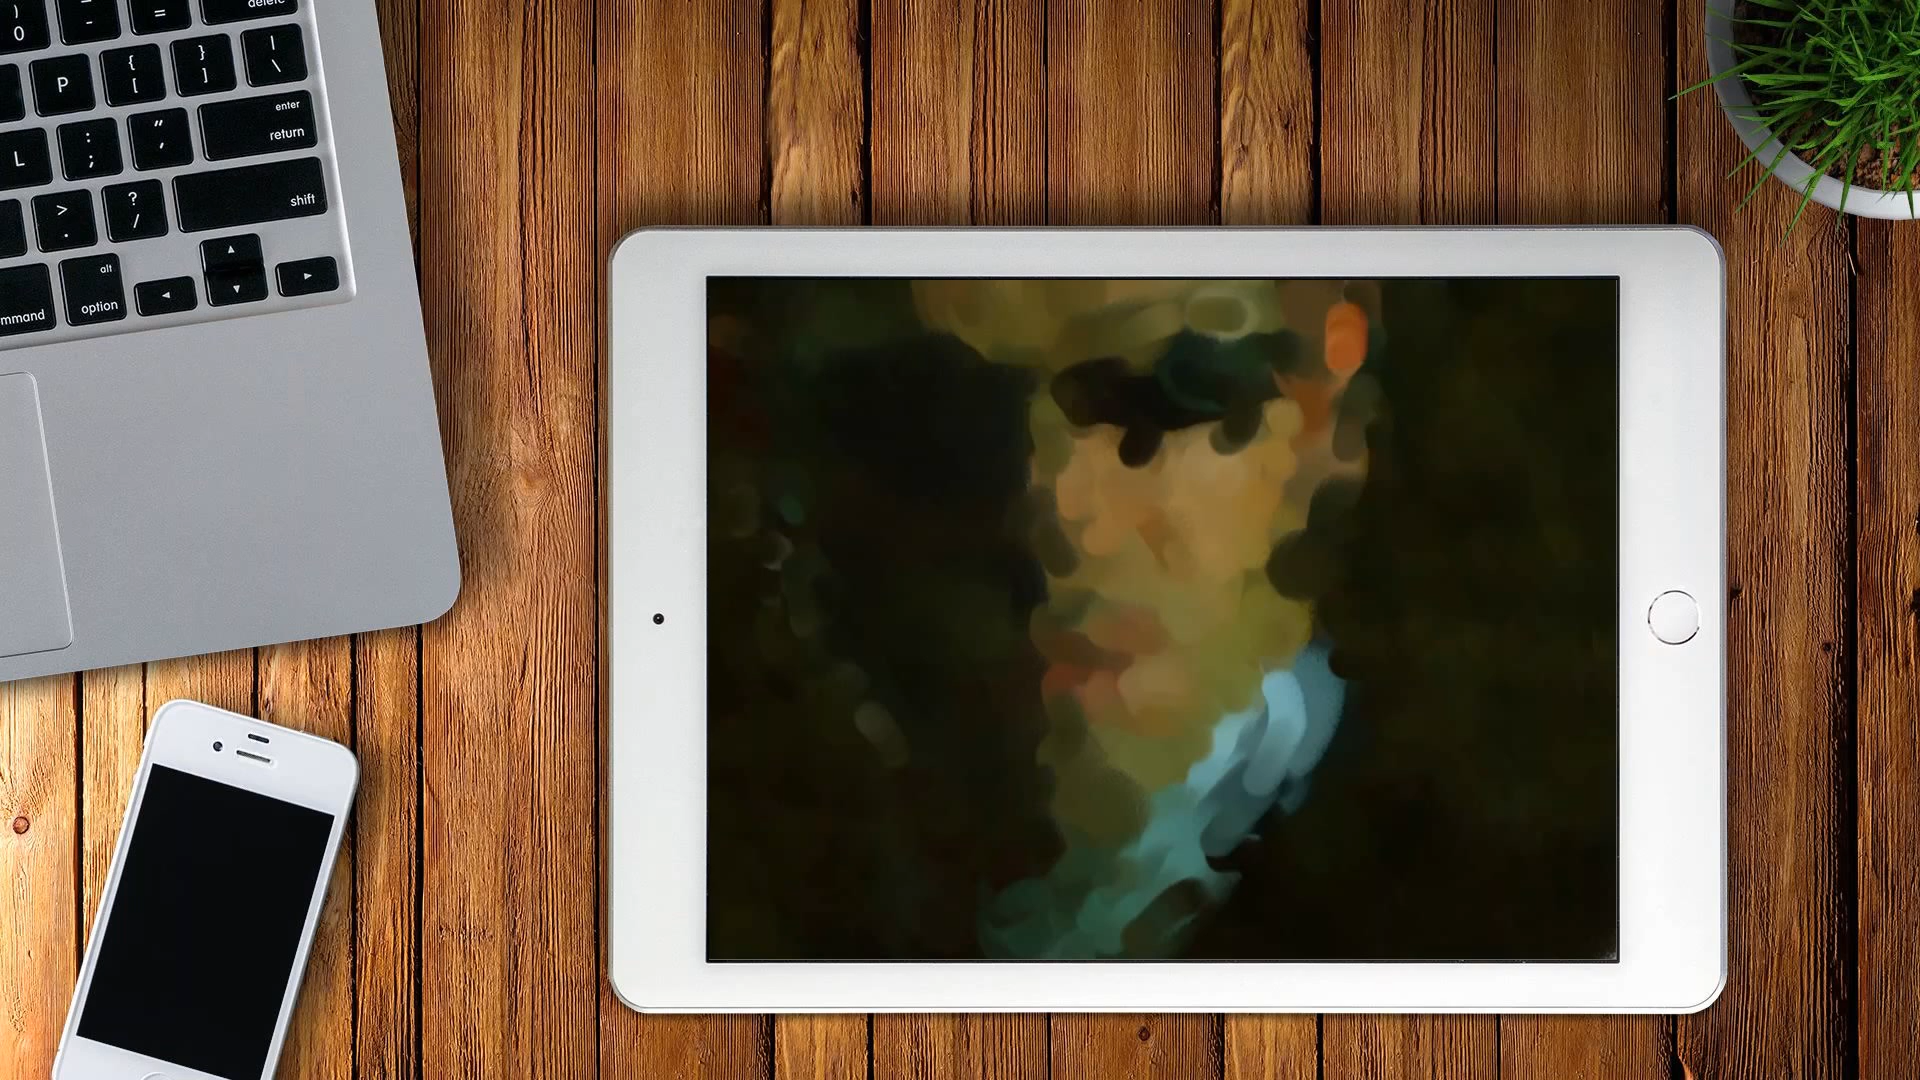 ) 0 _ - + = delete
P { [ } ] | \
L : ; " ' enter return
> . ? / shift
mmand alt option